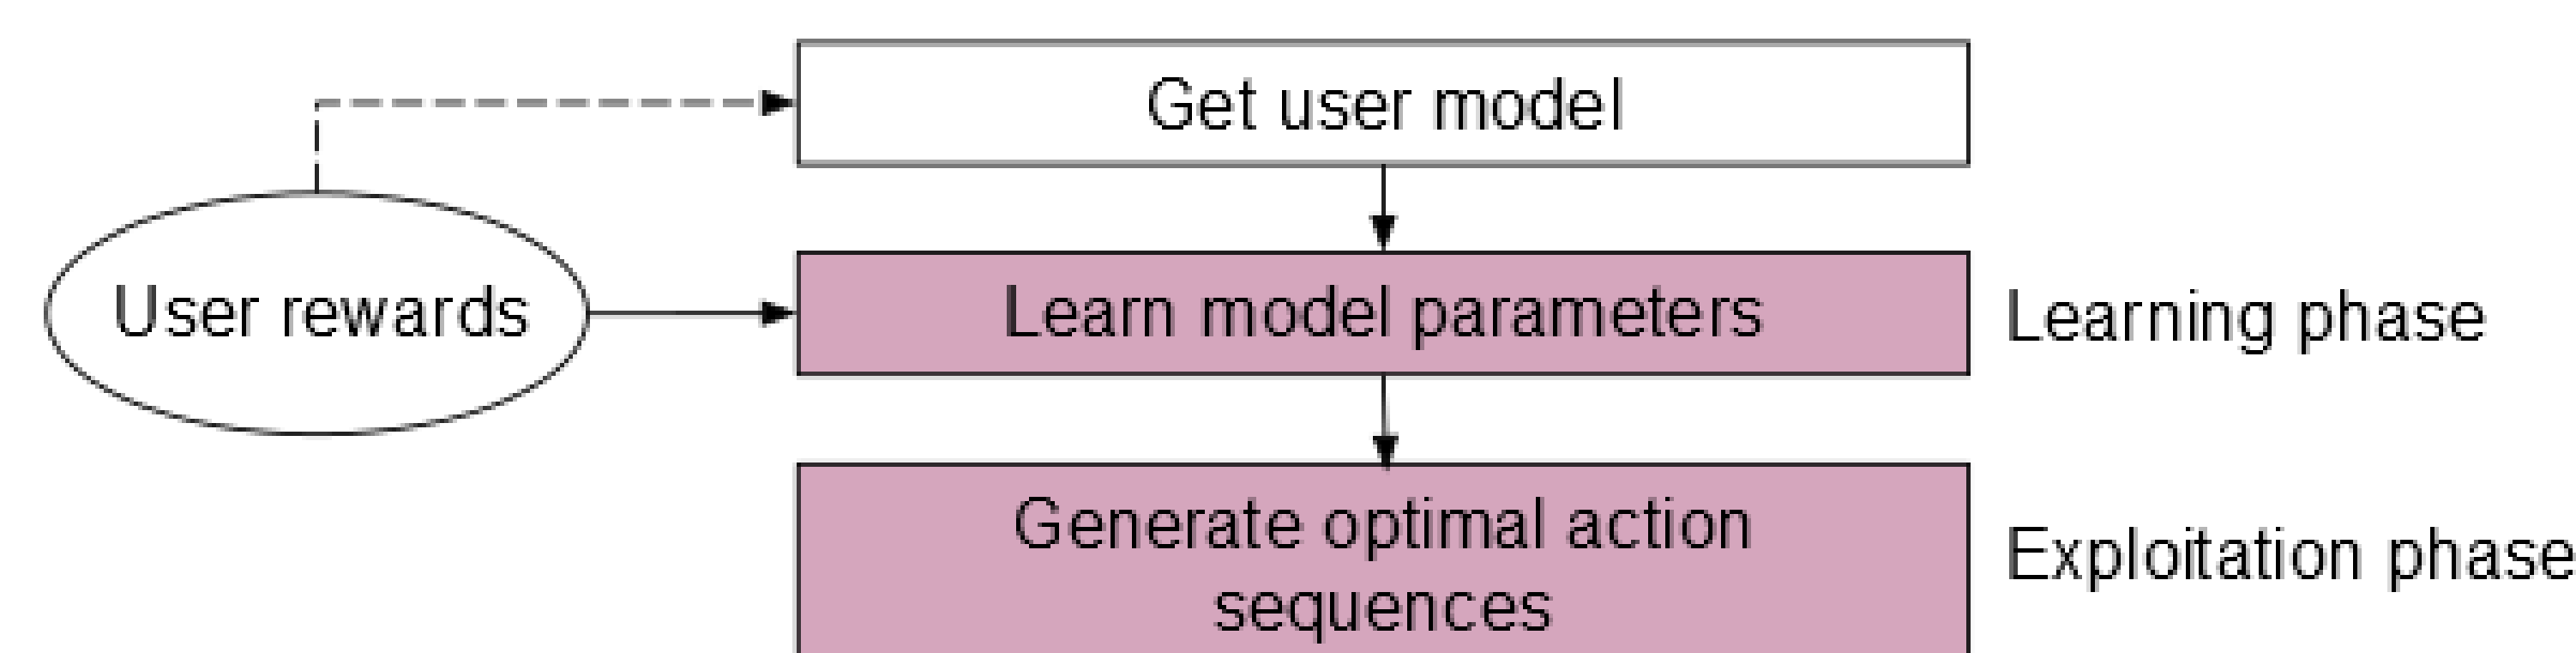 Get user model
User rewards
Learn model parameters
Learning phase
Generate optimal action
sequences
Exploitation phase